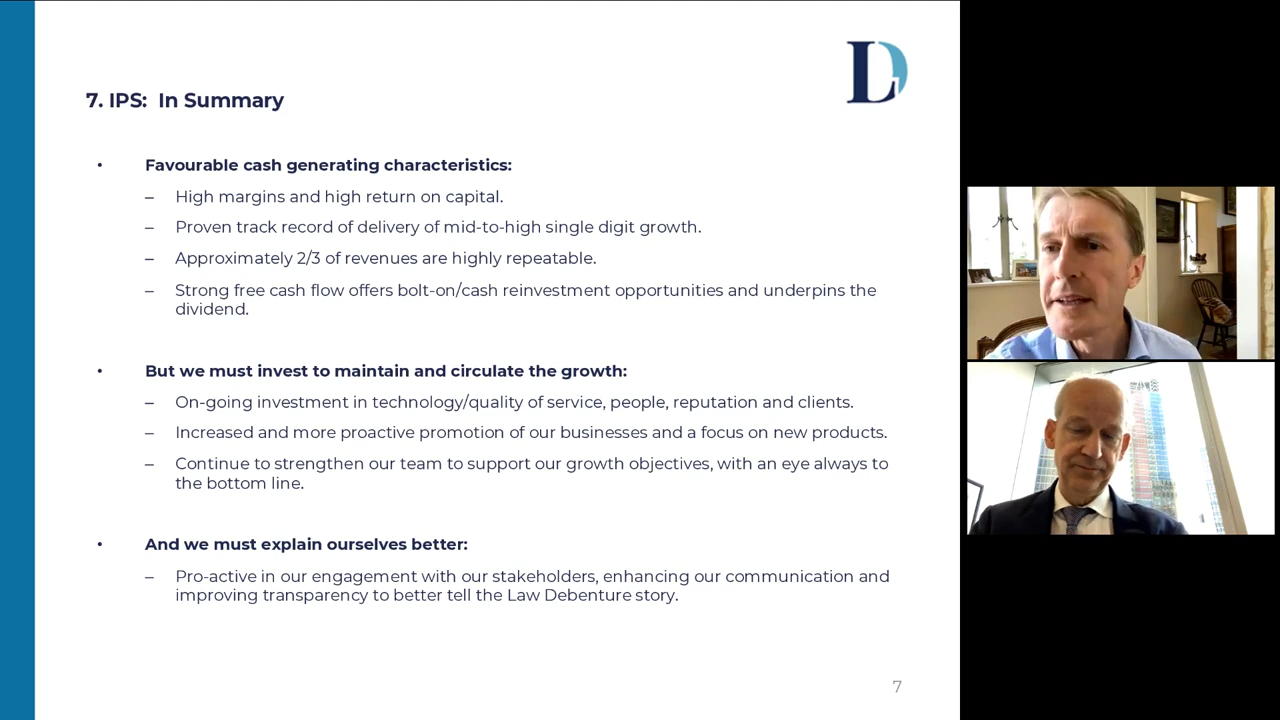 LD
7. IPS: In Summary
• Favourable cash generating characteristics:
– High margins and high return on capital.
– Proven track record of delivery of mid-to-high single digit growth.
– Approximately 2/3 of revenues are highly repeatable.
– Strong free cash flow offers bolt-on/cash reinvestment opportunities and underpins the
dividend.
• But we must invest to maintain and circulate the growth:
– On-going investment in technology/quality of service, people, reputation and clients.
– Increased and more proactive promotion of our businesses and a focus on new products.
– Continue to strengthen our team to support our growth objectives, with an eye always to
the bottom line.
• And we must explain ourselves better:
– Pro-active in our engagement with our stakeholders, enhancing our communication and
improving transparency to better tell the Law Debenture story.
7